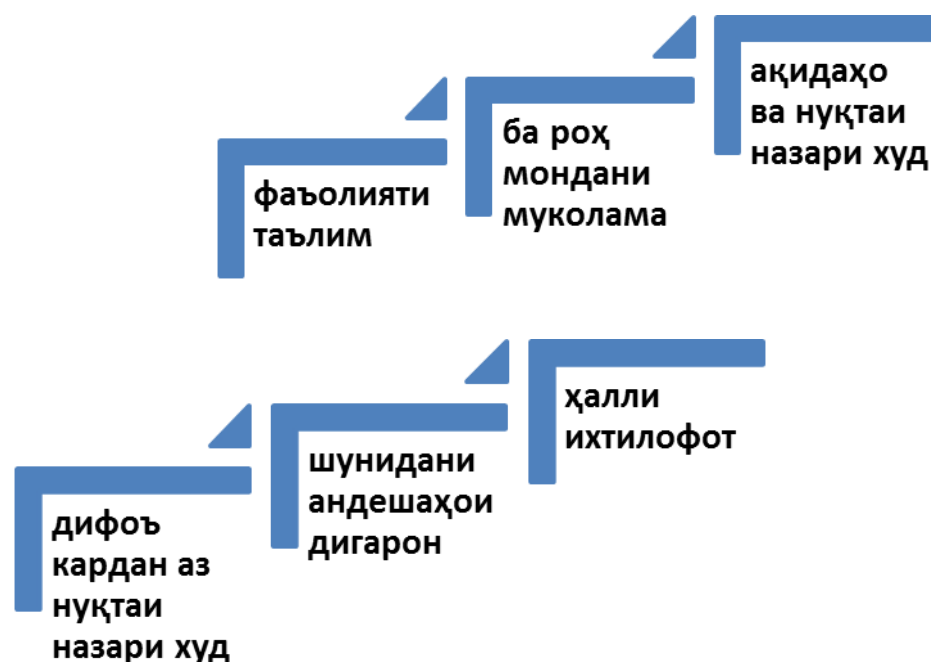 фаъолияти
таълим
ба роҳ
мондани
муколама
ақидаҳо
ва нуқтаи
назари худ
дифоъ
кардан аз
нуқтаи
назари худ
шунидани
андешаҳои
дигарон
ҳалли
ихтилофот